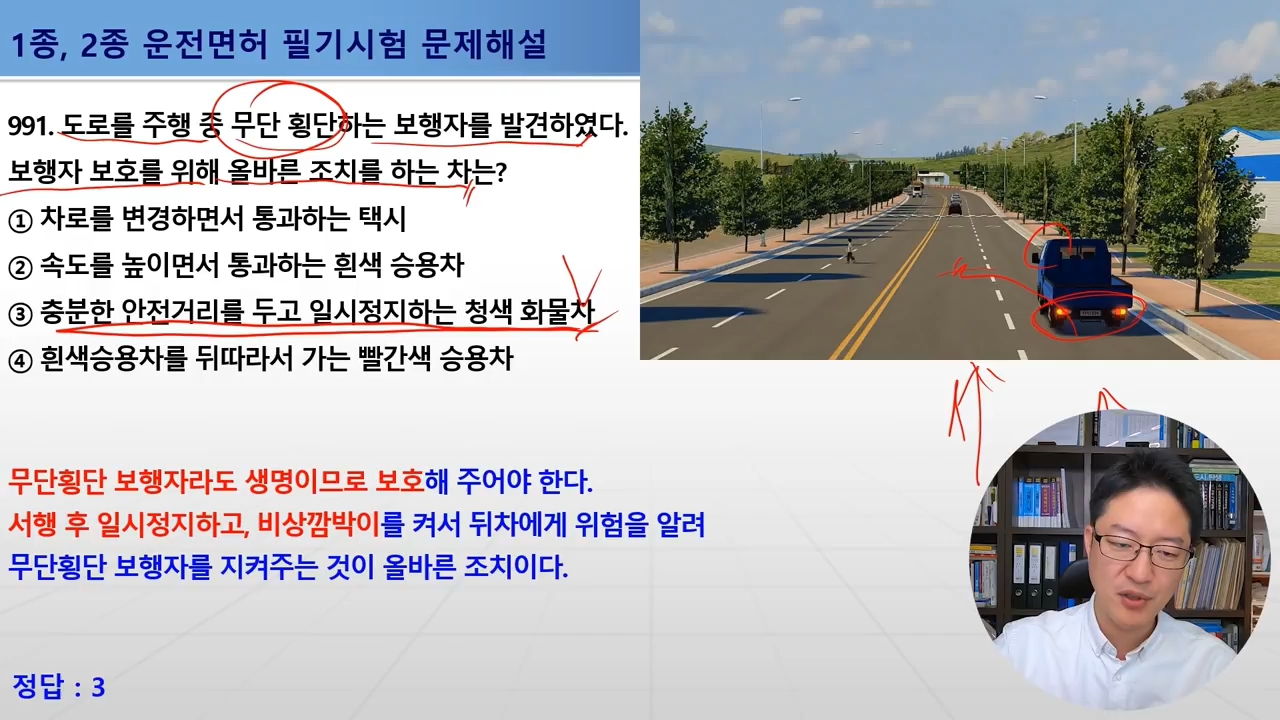 1종, 2종 운전면허 필기시험 문제해설
991. 도로를 주행 중 무단 횡단하는 보행자를 발견하였다.
보행자 보호를 위해 올바른 조치를 하는 차는?
① 차로를 변경하면서 통과하는 택시
② 속도를 높이면서 통과하는 흰색 승용차
③ 충분한 안전거리를 두고 일시정지하는 청색 화물차
④ 흰색승용차를 뒤따라서 가는 빨간색 승용차
무단횡단 보행자라도 생명이므로 보호해 주어야 한다.
서행 후 일시정지하고, 비상깜박이를 켜서 뒤차에게 위험을 알려
무단횡단 보행자를 지켜주는 것이 올바른 조치이다.
정답 : 3